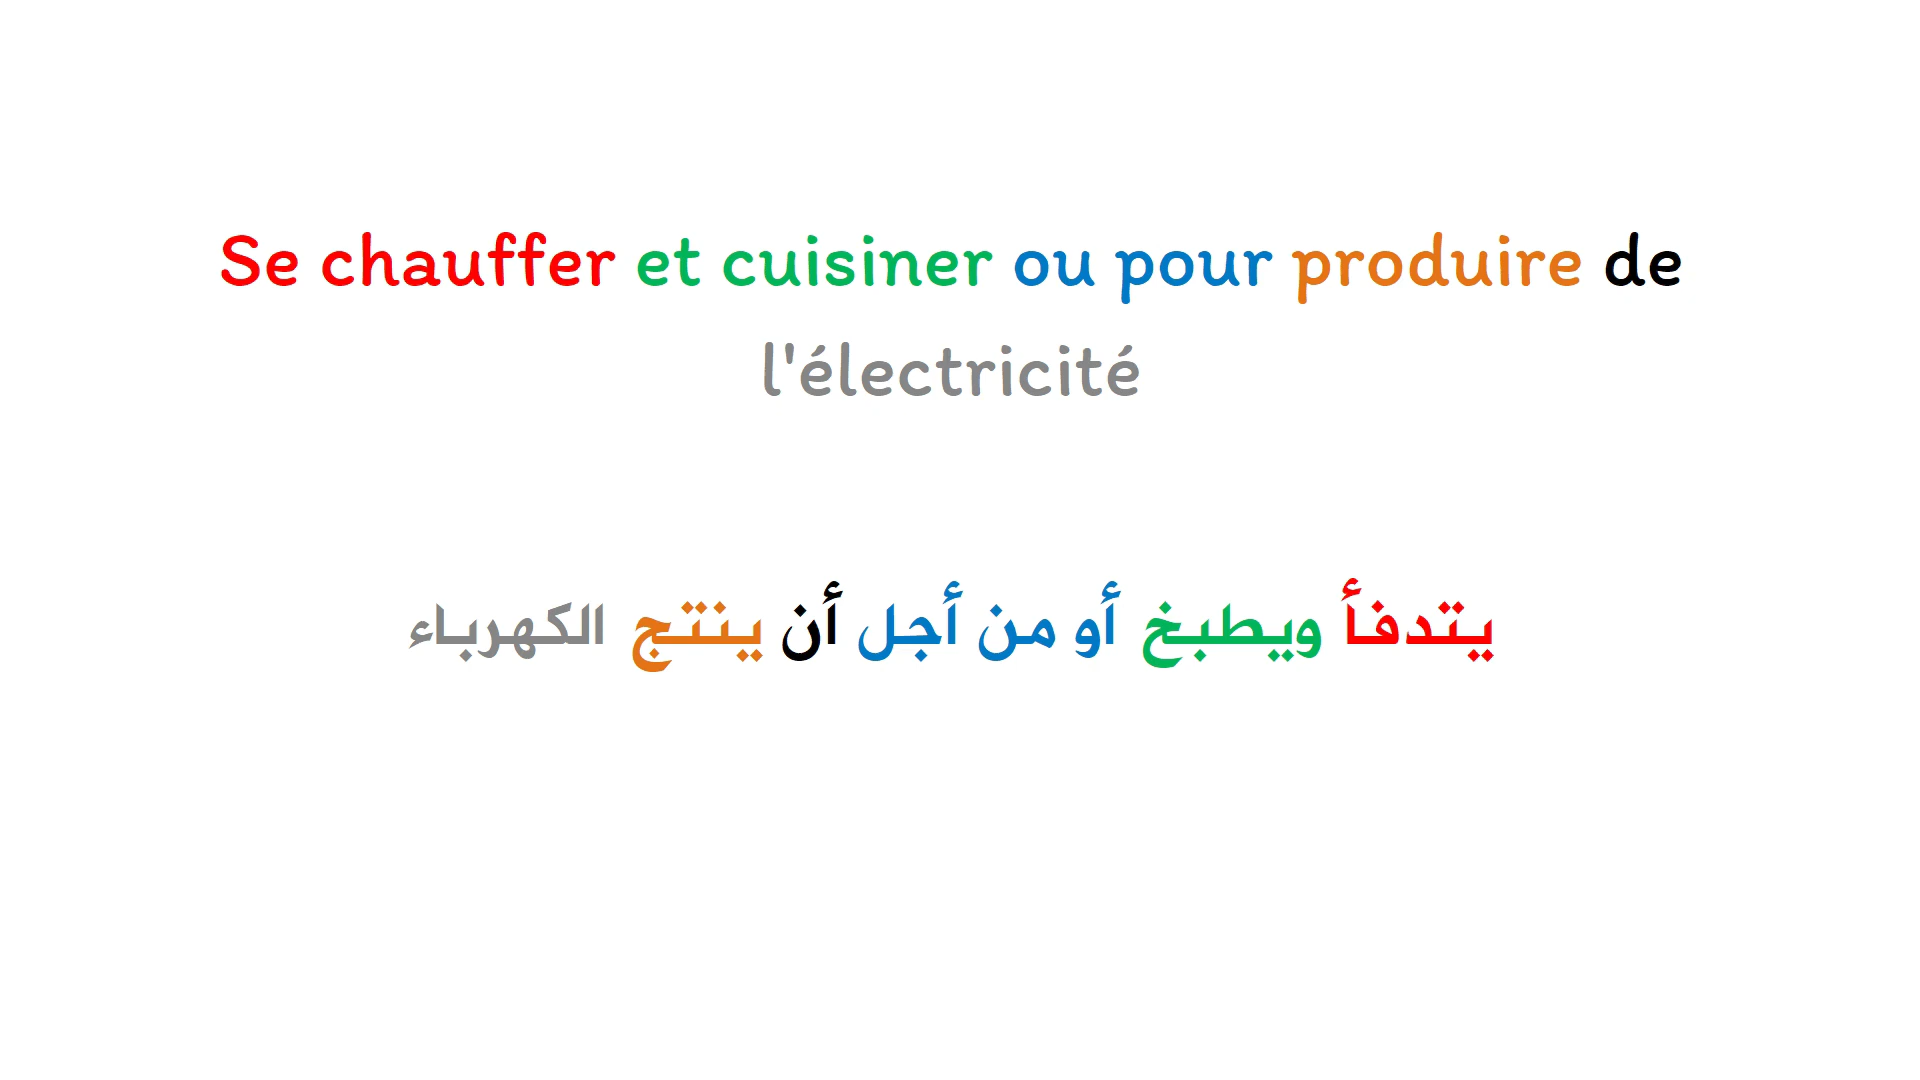 Se chauffer et cuisiner ou pour produire de
l'électricité
يتدفأ ويطبخ أو من أجل أن ينتج الكهرباء